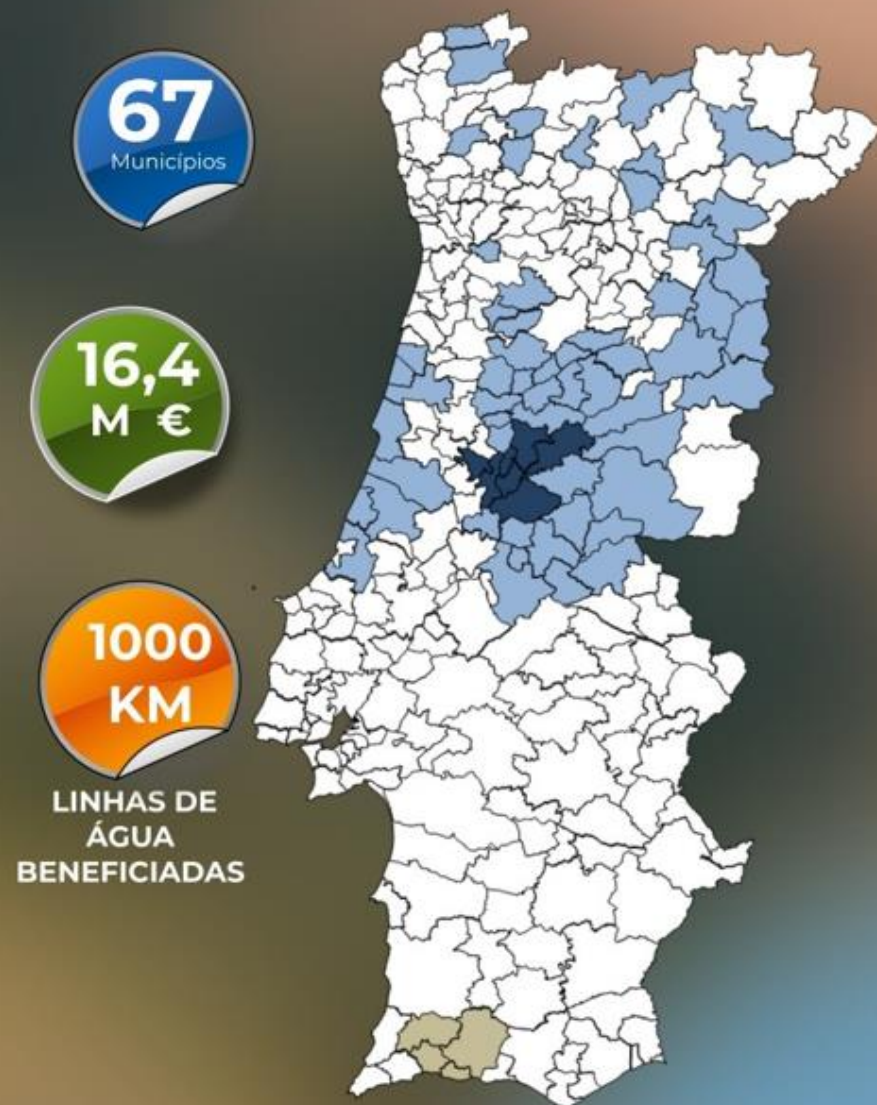 67
Municípios
16,4
M €
1000
KM
LINHAS DE
ÁGUA
BENEFICIADAS